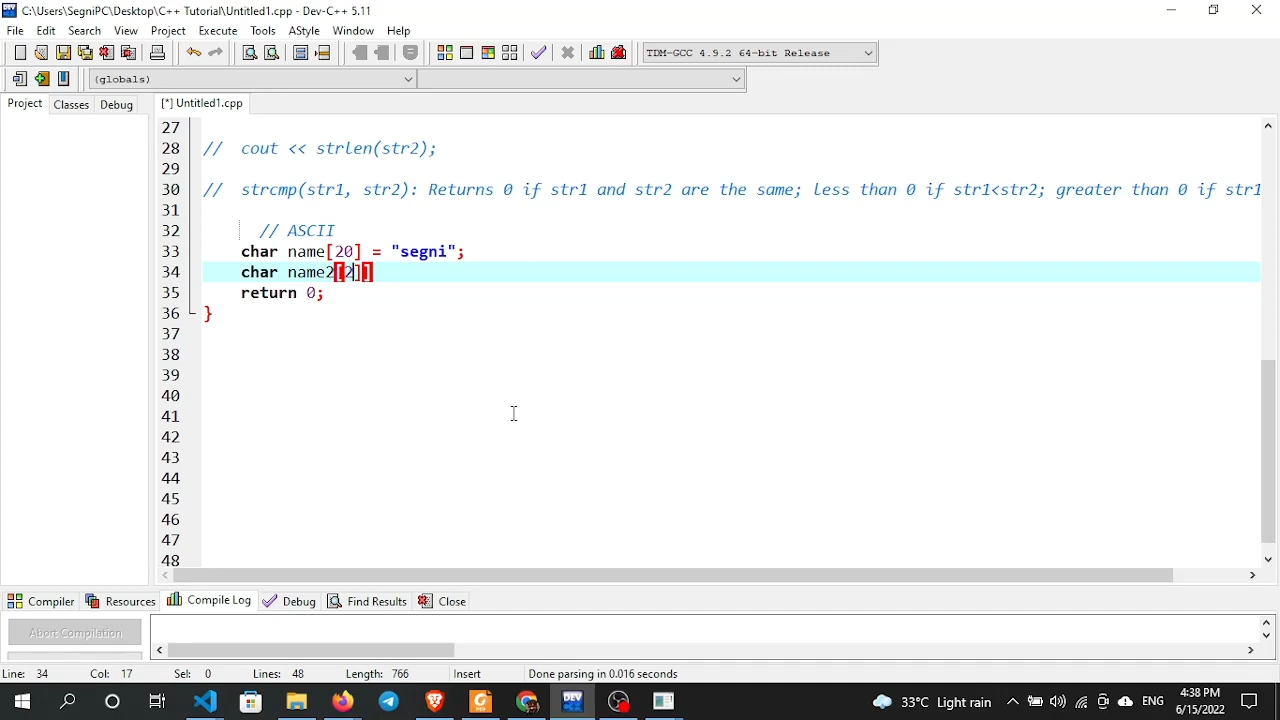 C:\Users\SegniPC\Desktop\C++ Tutorial\Untitled1.cpp - Dev-C++ 5.11
File Edit Search View Project Execute Tools AStyle Window Help
TDM-GCC 4.9.2 64-bit Release
(globals)
Project Classes Debug [*] Untitled1.cpp
27
28 // cout << strlen(str2);
29
30 // strcmp(str1, str2): Returns 0 if str1 and str2 are the same; less than 0 if str1<str2; greater than 0 if str1
31
32 // ASCII
33 char name[20] = "segni";
34 char name2[2]]
35 return 0;
36 }
37
38
39
40
41
42
43
44
45
46
47
48
Compiler Resources Compile Log Debug Find Results Close
Abort Compilation
Line: 34 Col: 17 Sel: 0 Lines: 48 Length: 766 Insert Done parsing in 0.016 seconds
33°C Light rain ENG 4:38 PM
6/15/2022